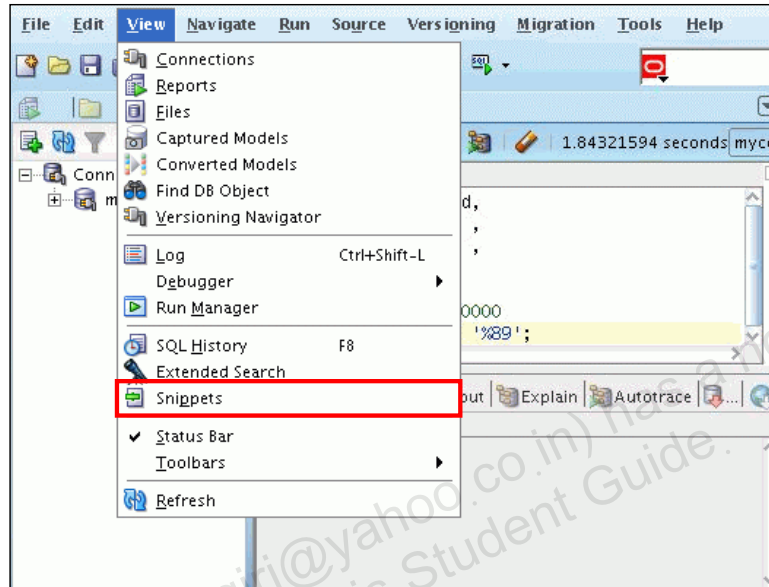 File Edit View Navigate Run Source Versioning Migration Tools Help
Connections
Reports
Files
Captured Models
Converted Models
Find DB Object
Versioning Navigator
Log Ctrl+Shift-L
Debugger
Run Manager
SQL History F8
Extended Search
Snippets
Status Bar
Toolbars
Refresh
SQL
1.84321594 seconds
Conn
m
d,
,
,
0000
'%89';
Explain Autotrace ...
@yahoo.co.in) has a
Student Guide.